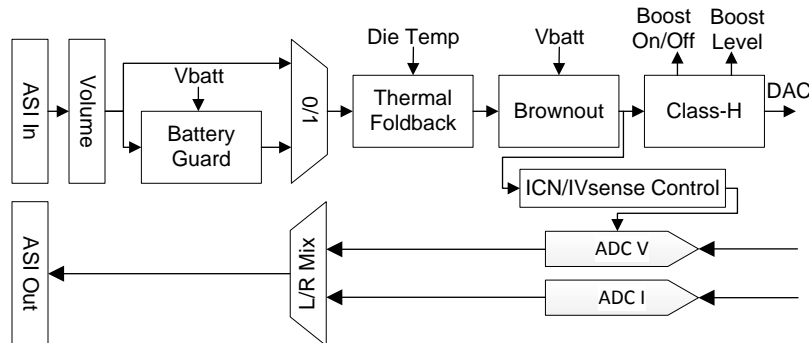 Die Temp
Vbatt
Boost
On/Off
Boost
Level
DAC
ASI In
Volume
Vbatt
Battery
Guard
0/1
Thermal
Foldback
Brownout
Class-H
ICN/IVsense Control
ASI Out
L/R Mix
ADC V
ADC I